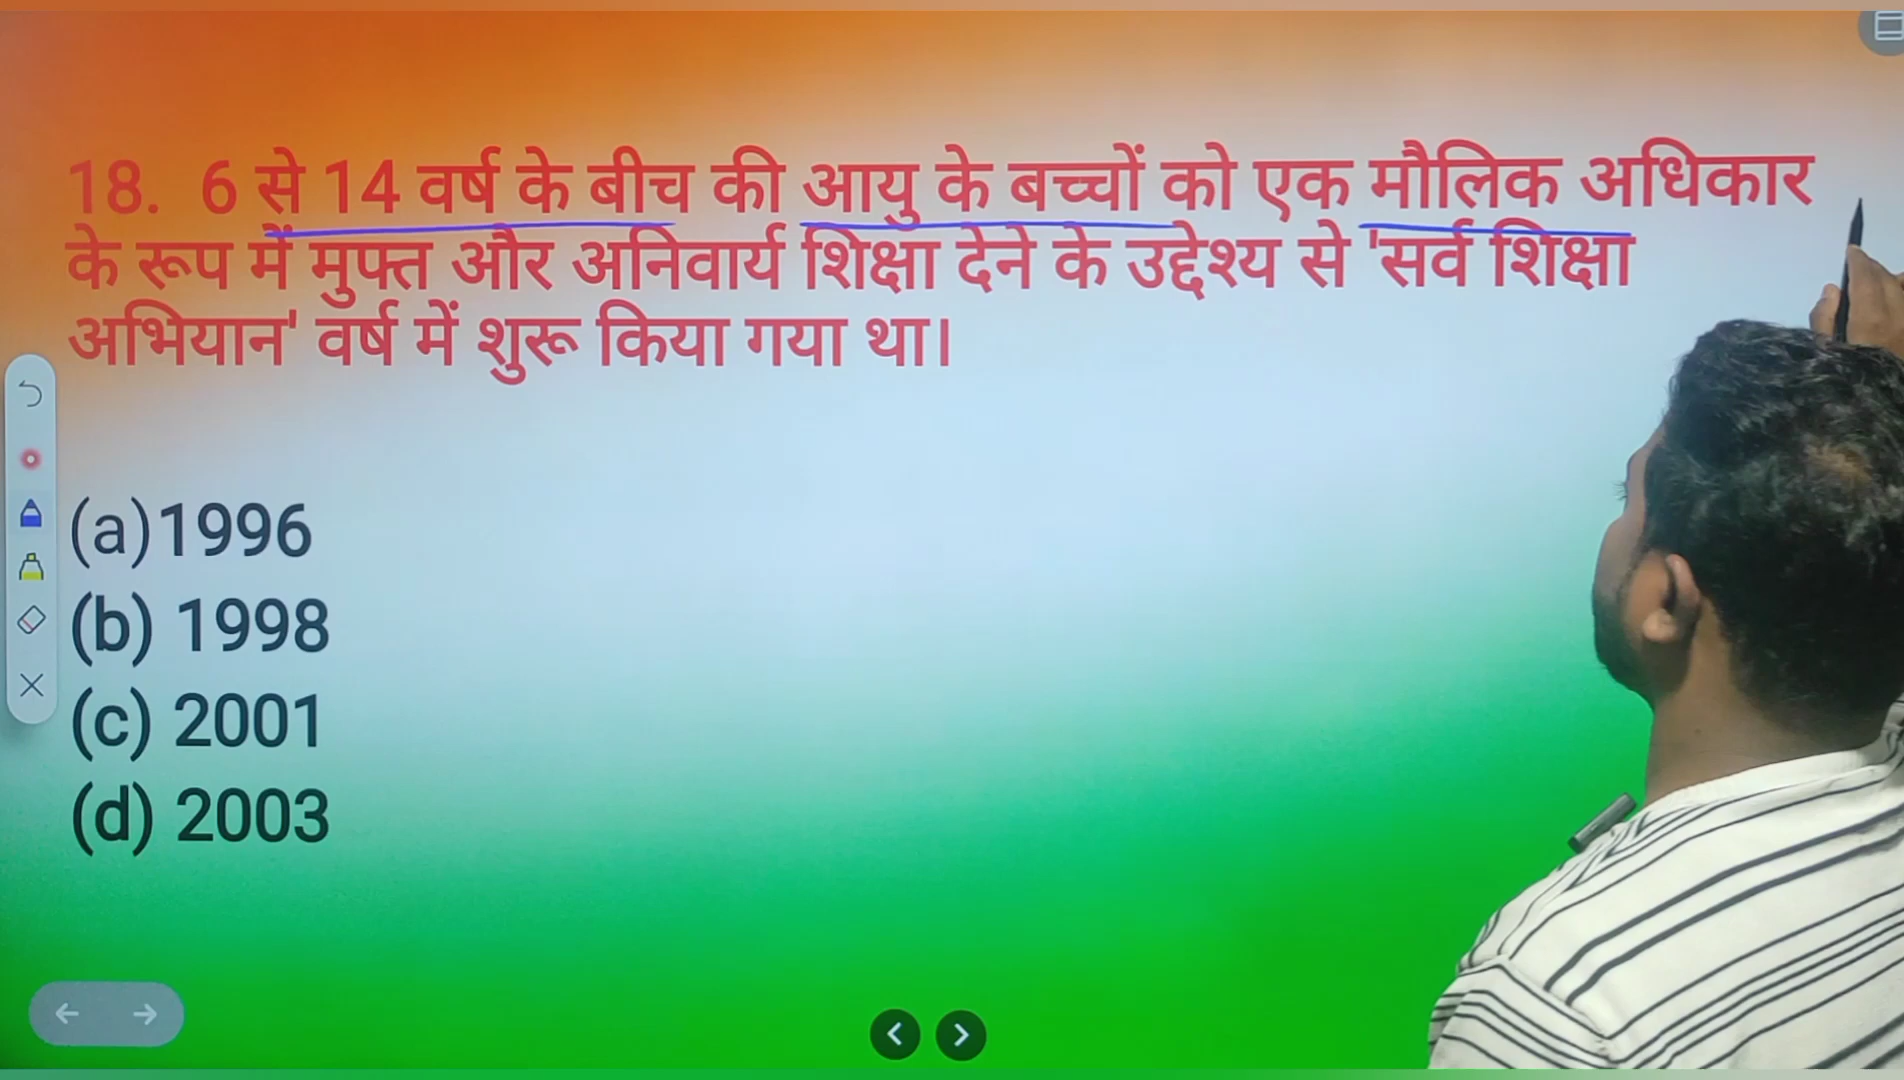 18. 6 से 14 वर्ष के बीच की आयु के बच्चों को एक मौलिक अधिकार
के रूप में मुफ्त और अनिवार्य शिक्षा देने के उद्देश्य से 'सर्व शिक्षा
अभियान' वर्ष में शुरू किया गया था।
(a)1996
(b) 1998
(c) 2001
(d) 2003